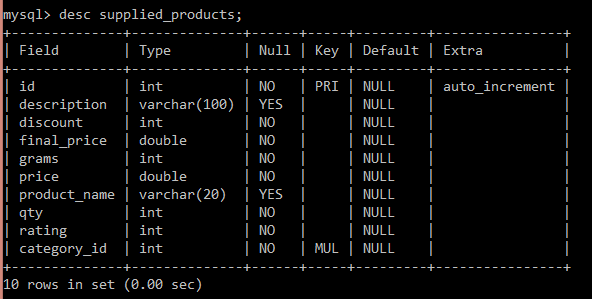 mysql> desc supplied_products;
+--------------+--------------+------+-----+---------+----------------+
| Field        | Type         | Null | Key | Default | Extra          |
+--------------+--------------+------+-----+---------+----------------+
| id           | int          | NO   | PRI | NULL    | auto_increment |
| description  | varchar(100) | YES  |     | NULL    |                |
| discount     | int          | NO   |     | NULL    |                |
| final_price  | double       | NO   |     | NULL    |                |
| grams        | int          | NO   |     | NULL    |                |
| price        | double       | NO   |     | NULL    |                |
| product_name | varchar(20)  | YES  |     | NULL    |                |
| qty          | int          | NO   |     | NULL    |                |
| rating       | int          | NO   |     | NULL    |                |
| category_id  | int          | NO   | MUL | NULL    |                |
+--------------+--------------+------+-----+---------+----------------+
10 rows in set (0.00 sec)